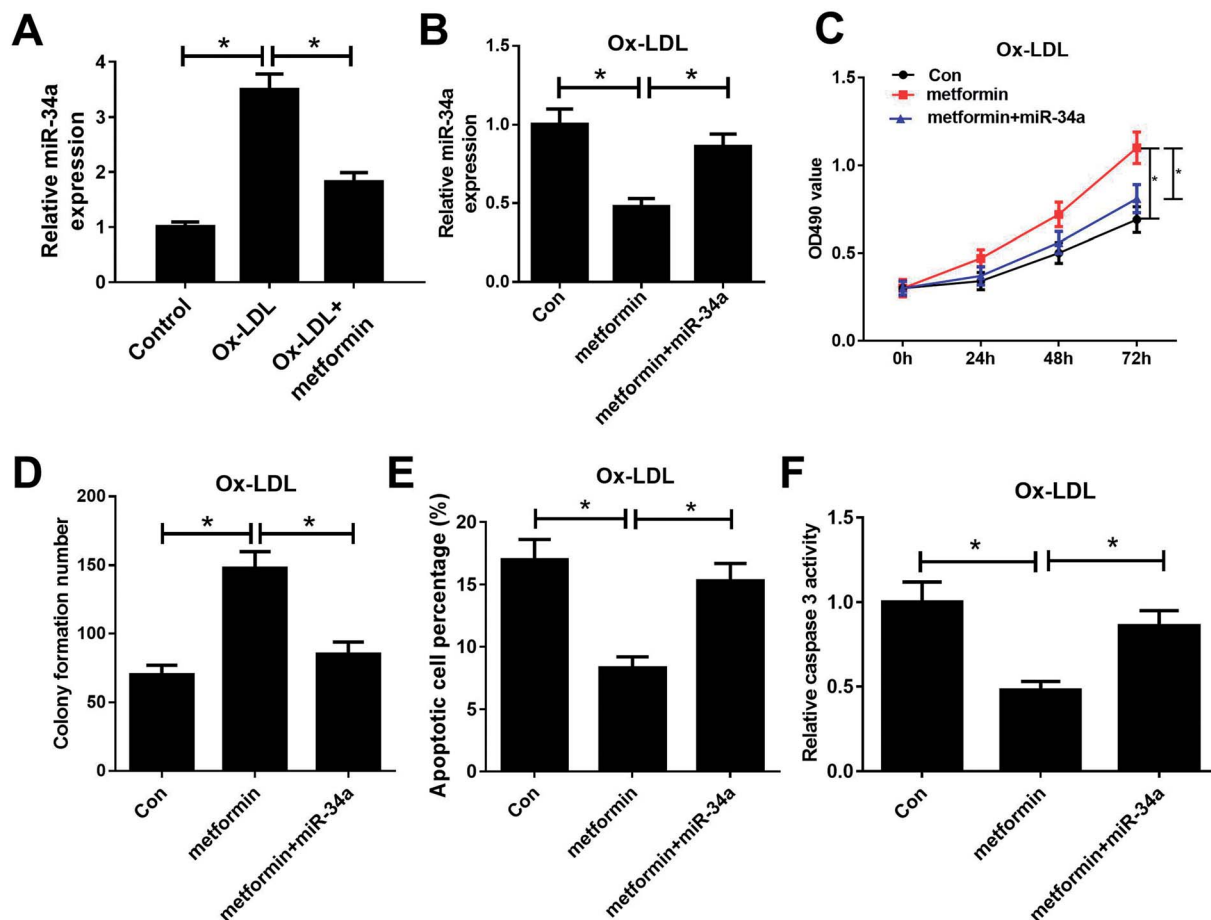 A
Relative miR-34a
expression
4
3
2
1
0
*
*
Control
Ox-LDL
Ox-LDL+
metformin
B
Ox-LDL
Relative miR-34a
expression
1.5
1.0
0.5
0.0
*
*
Con
metformin
metformin+miR-34a
C
Ox-LDL
OD490 value
1.5
1.0
0.5
0.0
Con
metformin
metformin+miR-34a
*
*
0h
24h
48h
72h
D
Ox-LDL
Colony formation number
200
150
100
50
0
*
*
Con
metformin
metformin+miR-34a
E
Ox-LDL
Apoptotic cell percentage (%)
20
15
10
5
0
*
*
Con
metformin
metformin+miR-34a
F
Ox-LDL
Relative caspase 3 activity
1.5
1.0
0.5
0.0
*
*
Con
metformin
metformin+miR-34a